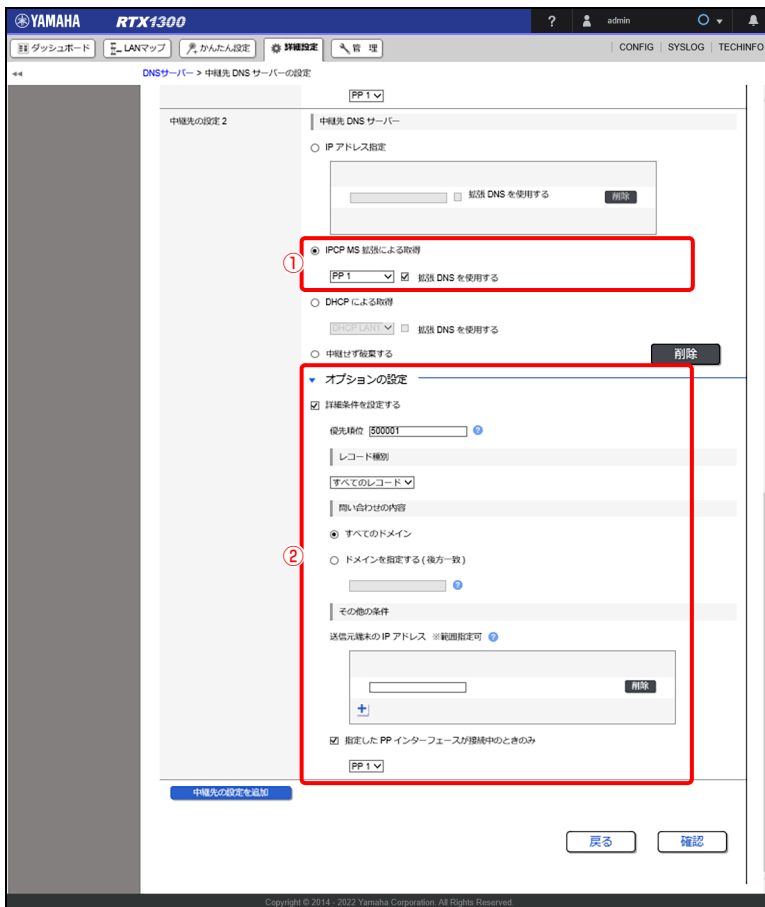 YAMAHA RTX1300 ? admin
ダッシュボード LANマップ かんたん設定 詳細設定 管理 CONFIG SYSLOG TECHINFO
DNSサーバー > 中継先 DNS サーバーの設定
PP 1
中継先の設定 2 中継先 DNS サーバー
IP アドレス指定
拡張 DNS を使用する 削除
① IPCP MS 拡張による取得
PP 1 拡張 DNS を使用する
DHCP による取得
DHCP LAN1 拡張 DNS を使用する
中継せず破棄する 削除
オプションの設定
詳細条件を設定する
優先順位 500001 ?
レコード種別
すべてのレコード
問い合わせの内容
すべてのドメイン
② ドメインを指定する ( 後方一致 )
?
その他の条件
送信元端末の IP アドレス ※範囲指定可 ?
削除
+
指定した PP インターフェースが接続中のときのみ
PP 1
中継先の設定を追加
戻る 確認
Copyright © 2014 - 2022 Yamaha Corporation. All Rights Reserved.